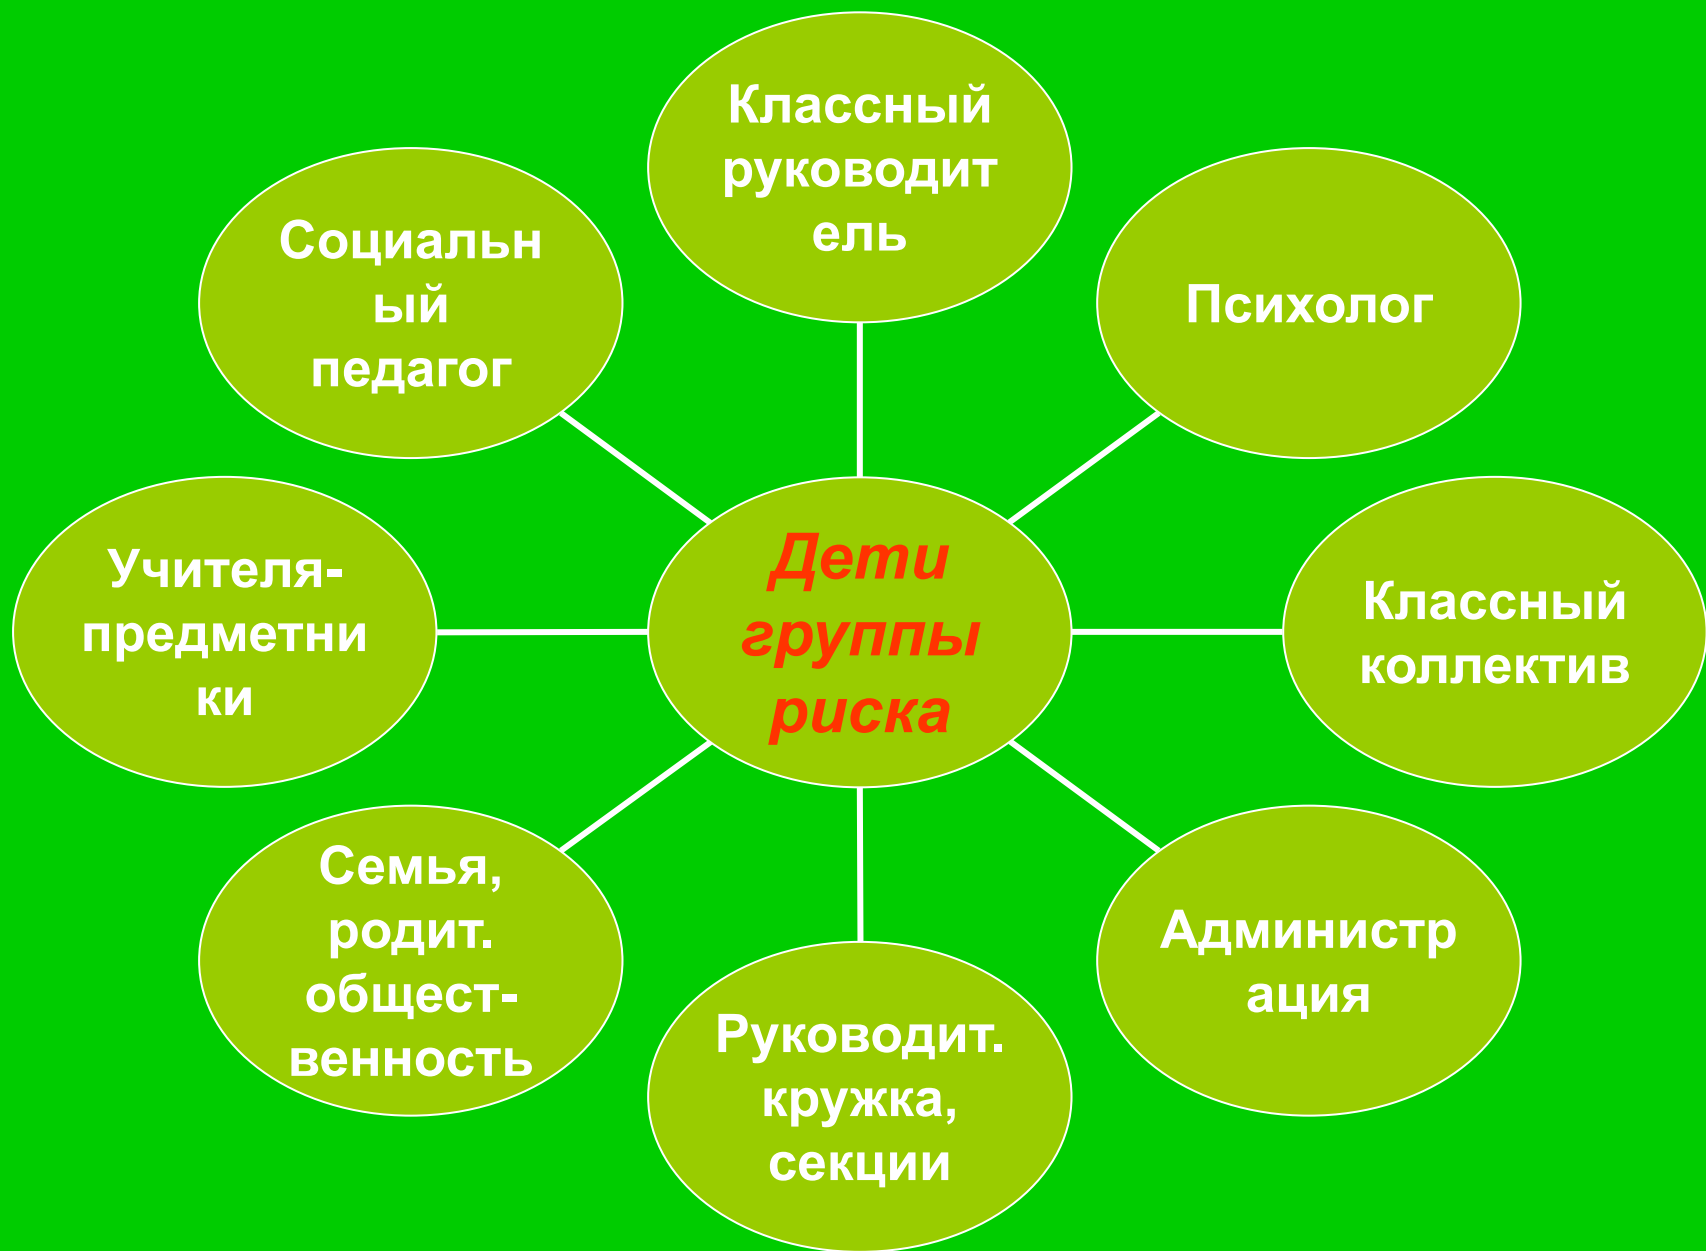 Классный
руководит
ель
Социальн
ый
педагог
Психолог
Учителя-
предметни
ки
Дети
группы
риска
Классный
коллектив
Семья,
родит.
общест-
венность
Администр
ация
Руководит.
кружка,
секции